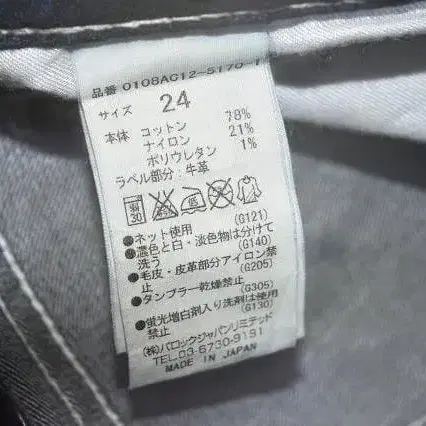 品番 0108AC12-5170-1
サイズ 24
本体 コットン 78%
ナイロン 21%
ポリウレタン 1%
ラベル部分:牛革
弱 30
●ネット使用 (G121)
●濃色と白・淡色物は分けて
洗う (G140)
●毛皮・皮革部分アイロン禁
止 (G205)
●タンブラー乾燥禁止
(G305)
●蛍光増白剤入り洗剤は使用
禁止 (G130)
(株)バロックジャパンリミテッド
TEL.03-6730-9191
MADE IN JAPAN